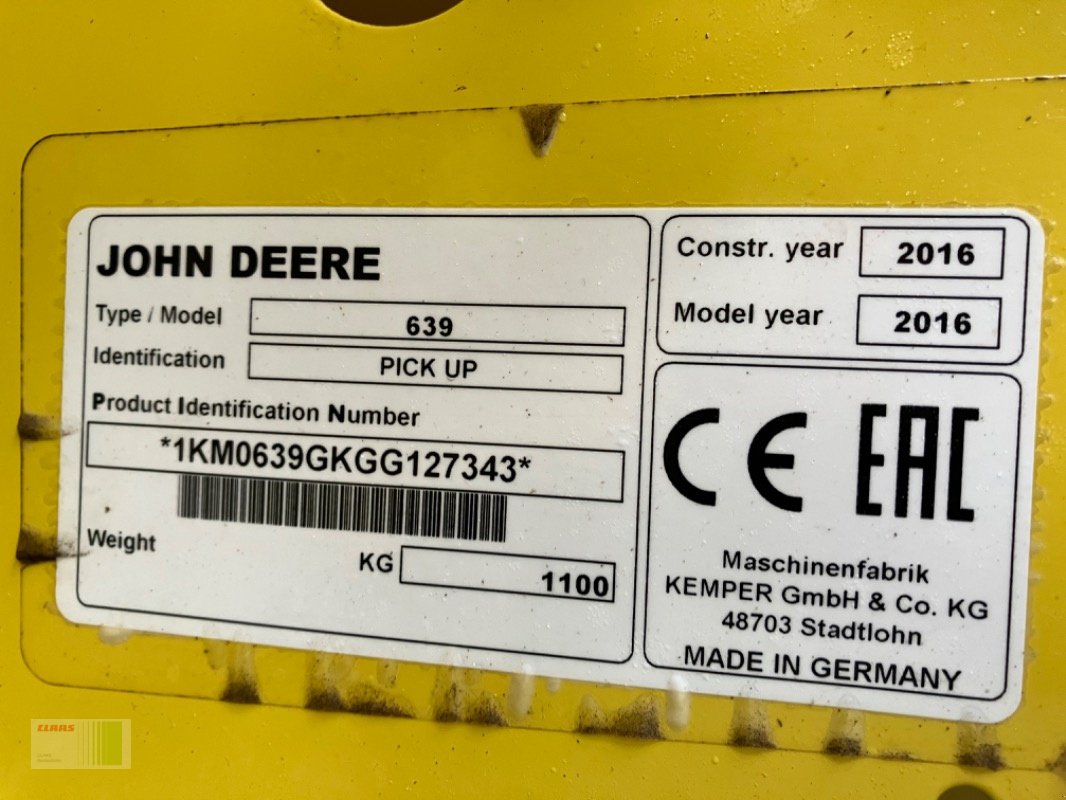 JOHN DEERE
Type / Model 639
Identification PICK UP
Product Identification Number
*1KM0639GKGG127343*
Weight KG 1100
Constr. year 2016
Model year 2016
CE EAC
Maschinenfabrik
KEMPER GmbH & Co. KG
48703 Stadtlohn
MADE IN GERMANY
CLAAS